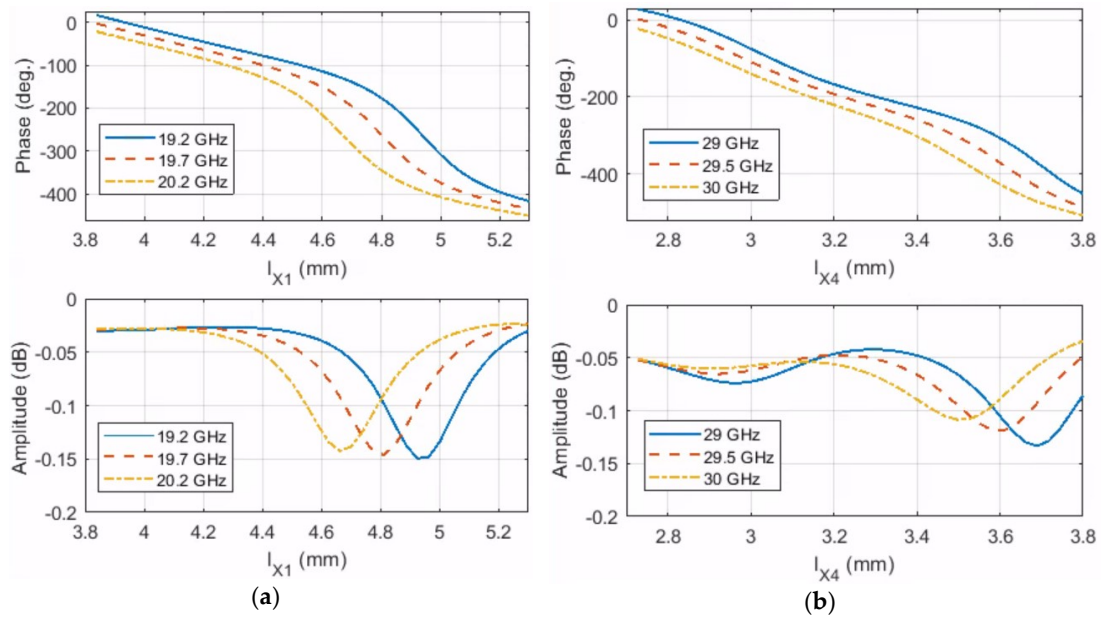 0
-100
-200
-300
-400
Phase (deg.)
19.2 GHz
19.7 GHz
20.2 GHz
3.8 4 4.2 4.4 4.6 4.8 5 5.2
l_X1 (mm)
0
-0.05
-0.1
-0.15
-0.2
Amplitude (dB)
19.2 GHz
19.7 GHz
20.2 GHz
3.8 4 4.2 4.4 4.6 4.8 5 5.2
l_X1 (mm)
(a)
0
-200
-400
Phase (deg.)
29 GHz
29.5 GHz
30 GHz
2.8 3 3.2 3.4 3.6 3.8
l_X4 (mm)
0
-0.05
-0.1
-0.15
-0.2
Amplitude (dB)
29 GHz
29.5 GHz
30 GHz
2.8 3 3.2 3.4 3.6 3.8
l_X4 (mm)
(b)